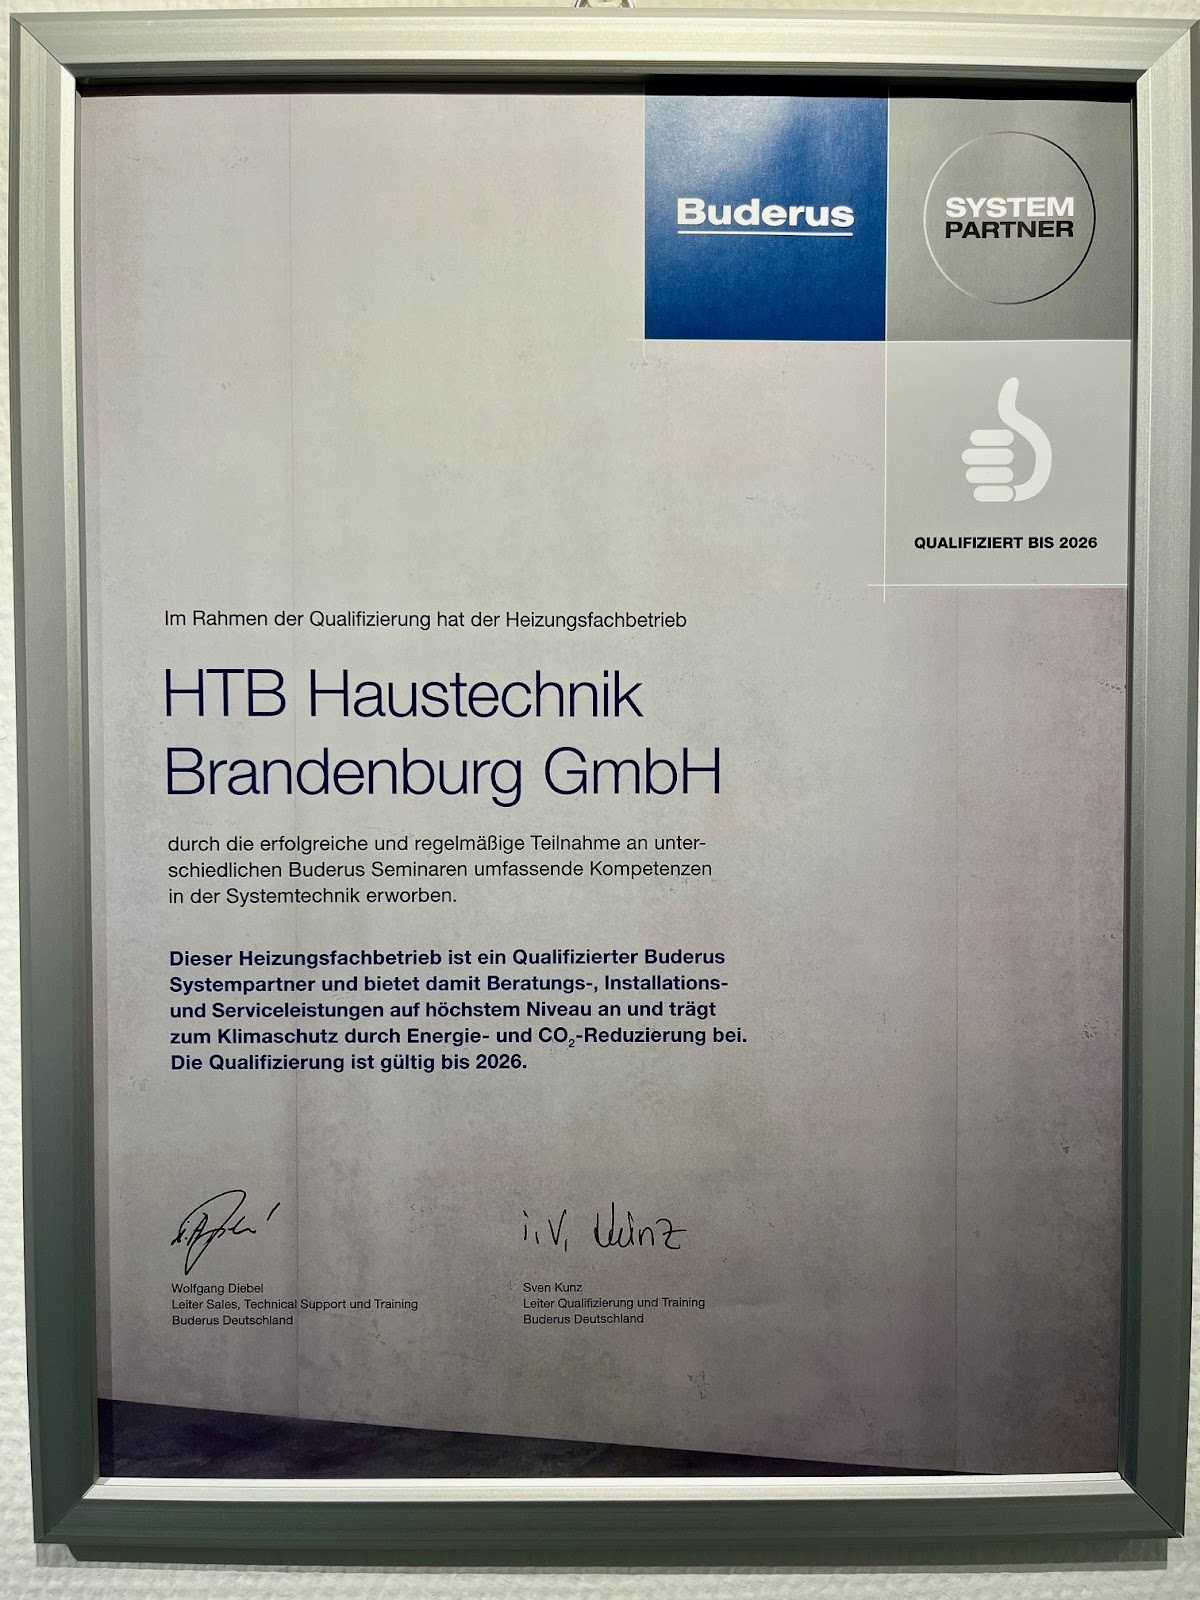 Buderus
SYSTEM
PARTNER
QUALIFIZIERT BIS 2026
Im Rahmen der Qualifizierung hat der Heizungsfachbetrieb
HTB Haustechnik
Brandenburg GmbH
durch die erfolgreiche und regelmäßige Teilnahme an unter-
schiedlichen Buderus Seminaren umfassende Kompetenzen
in der Systemtechnik erworben.
Dieser Heizungsfachbetrieb ist ein Qualifizierter Buderus
Systempartner und bietet damit Beratungs-, Installations-
und Serviceleistungen auf höchstem Niveau an und trägt
zum Klimaschutz durch Energie- und CO₂-Reduzierung bei.
Die Qualifizierung ist gültig bis 2026.
i.V. Kunz
Wolfgang Diebel
Leiter Sales, Technical Support und Training
Buderus Deutschland
Sven Kunz
Leiter Qualifizierung und Training
Buderus Deutschland